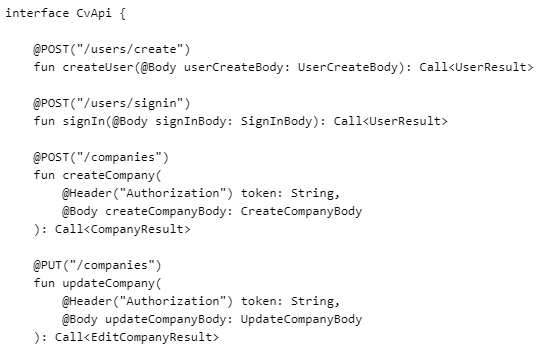 interface CvApi {
@POST("/users/create")
fun createUser(@Body userCreateBody: UserCreateBody): Call<UserResult>
@POST("/users/signin")
fun signIn(@Body signInBody: SignInBody): Call<UserResult>
@POST("/companies")
fun createCompany(
@Header("Authorization") token: String,
@Body createCompanyBody: CreateCompanyBody
): Call<CompanyResult>
@PUT("/companies")
fun updateCompany(
@Header("Authorization") token: String,
@Body updateCompanyBody: UpdateCompanyBody
): Call<EditCompanyResult>